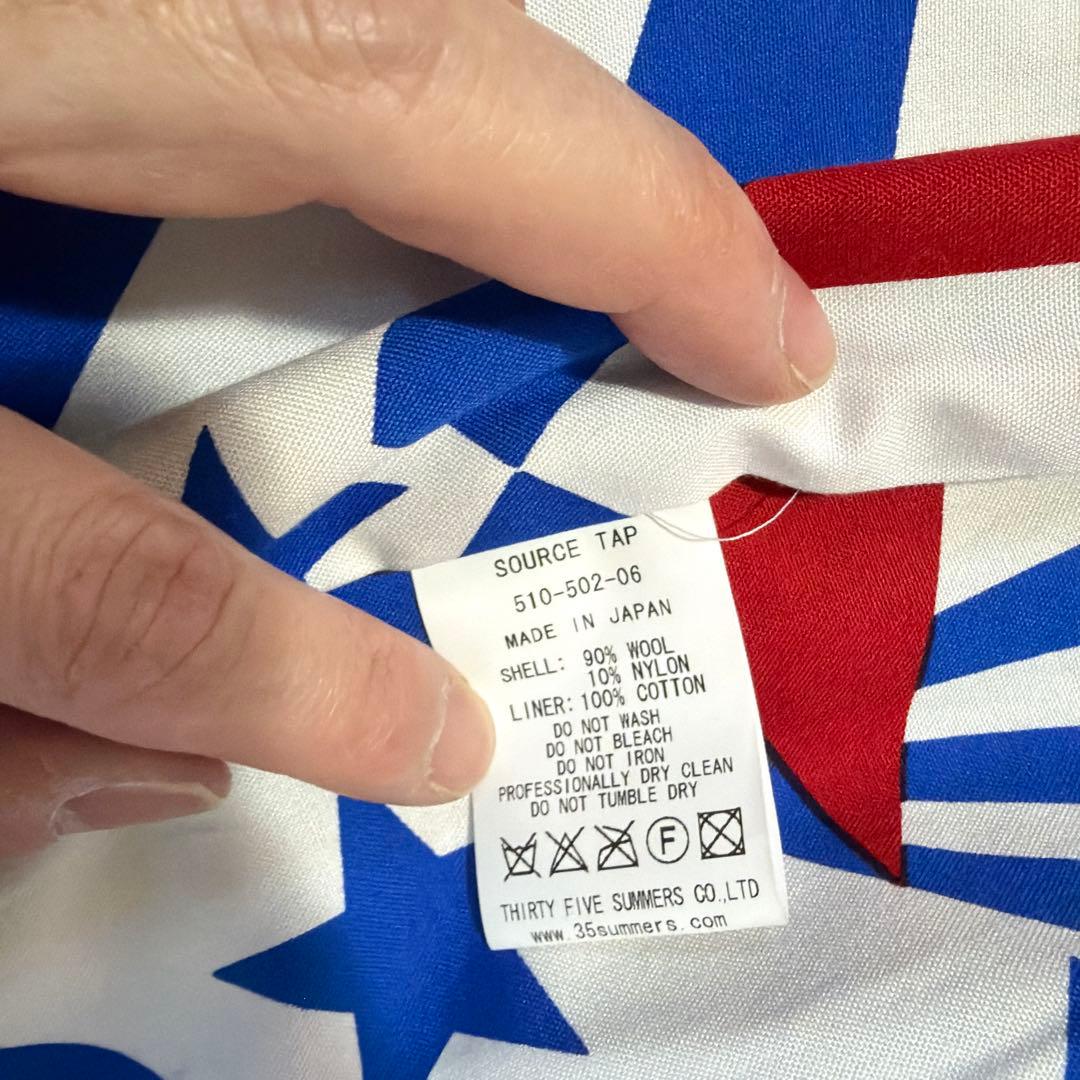 SOURCE TAP
510-502-06
MADE IN JAPAN
SHELL: 90% WOOL
10% NYLON
LINER: 100% COTTON
DO NOT WASH
DO NOT BLEACH
DO NOT IRON
PROFESSIONALLY DRY CLEAN
DO NOT TUMBLE DRY
F
THIRTY FIVE SUMMERS CO.,LTD
www.35summers.com